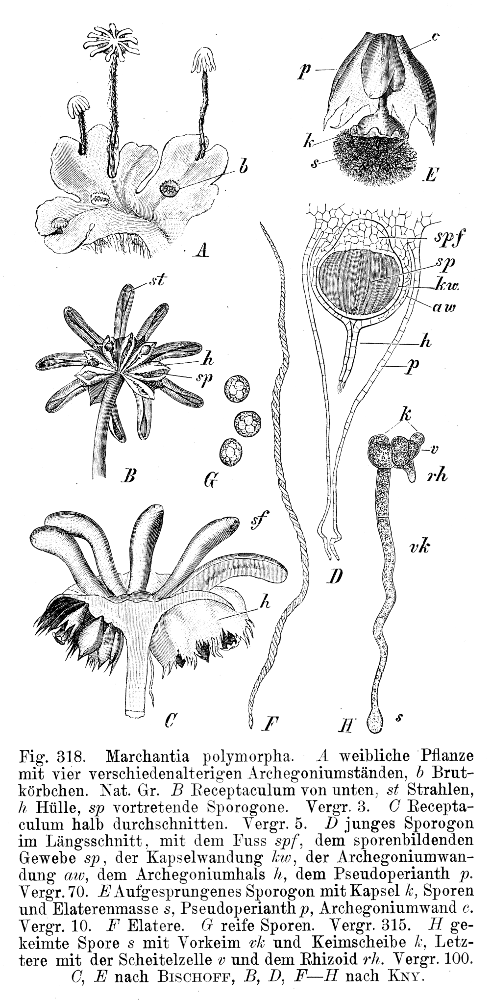 c
p
k
s
E
b
A
spf
sp
kw.
aw
h
p
D
st
h
sp
B
G
k
v
rh
vk
s
H
sf
h
C
F
Fig. 318. Marchantia polymorpha. A weibliche Pflanze
mit vier verschiedenalterigen Archegoniumständen, b Brut-
körbchen. Nat. Gr. B Receptaculum von unten, st Strahlen,
h Hülle, sp vortretende Sporogone. Vergr. 3. C Recepta-
culum halb durchschnitten. Vergr. 5. D junges Sporogon
im Längsschnitt, mit dem Fuss spf, dem sporenbildenden
Gewebe sp, der Kapselwandung kw, der Archegoniumwan-
dung aw, dem Archegoniumhals h, dem Pseudoperianth p.
Vergr. 70. E Aufgesprungenes Sporogon mit Kapsel k, Sporen
und Elaterenmasse s, Pseudoperianth p, Archegoniumwand c.
Vergr. 10. F Elatere. G reife Sporen. Vergr. 315. H ge-
keimte Spore s mit Vorkeim vk und Keimscheibe k, Letz-
tere mit der Scheitelzelle v und dem Rhizoid rh. Vergr. 100.
C, E nach BISCHOFF, B, D, F—H nach KNY.